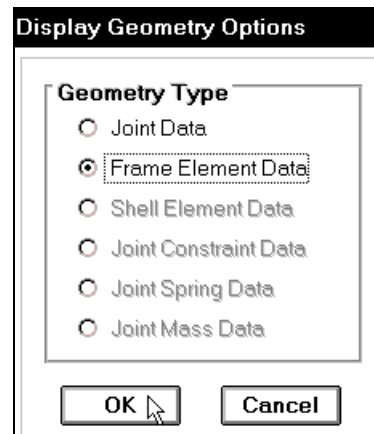 Display Geometry Options
Geometry Type
Joint Data
Frame Element Data
Shell Element Data
Joint Constraint Data
Joint Spring Data
Joint Mass Data
OK Cancel